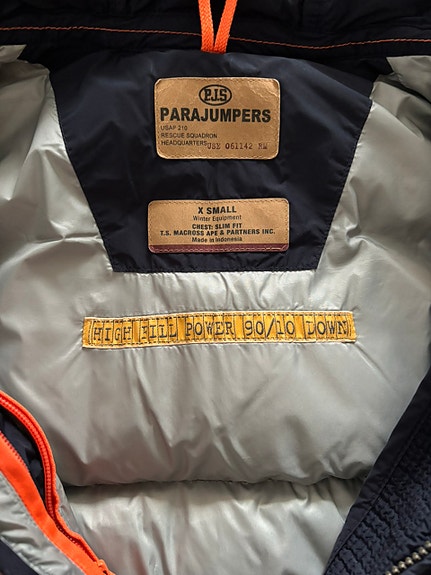 PJS
PARAJUMPERS
USAP 210
RESCUE SQUADRON
HEADQUARTERS USE 061142 RM
X SMALL
Winter Equipment
CHEST: SLIM FIT
T.S. MACROSS APE & PARTNERS INC.
Made in Indonesia
HIGH FILL POWER 90/10 DOWN